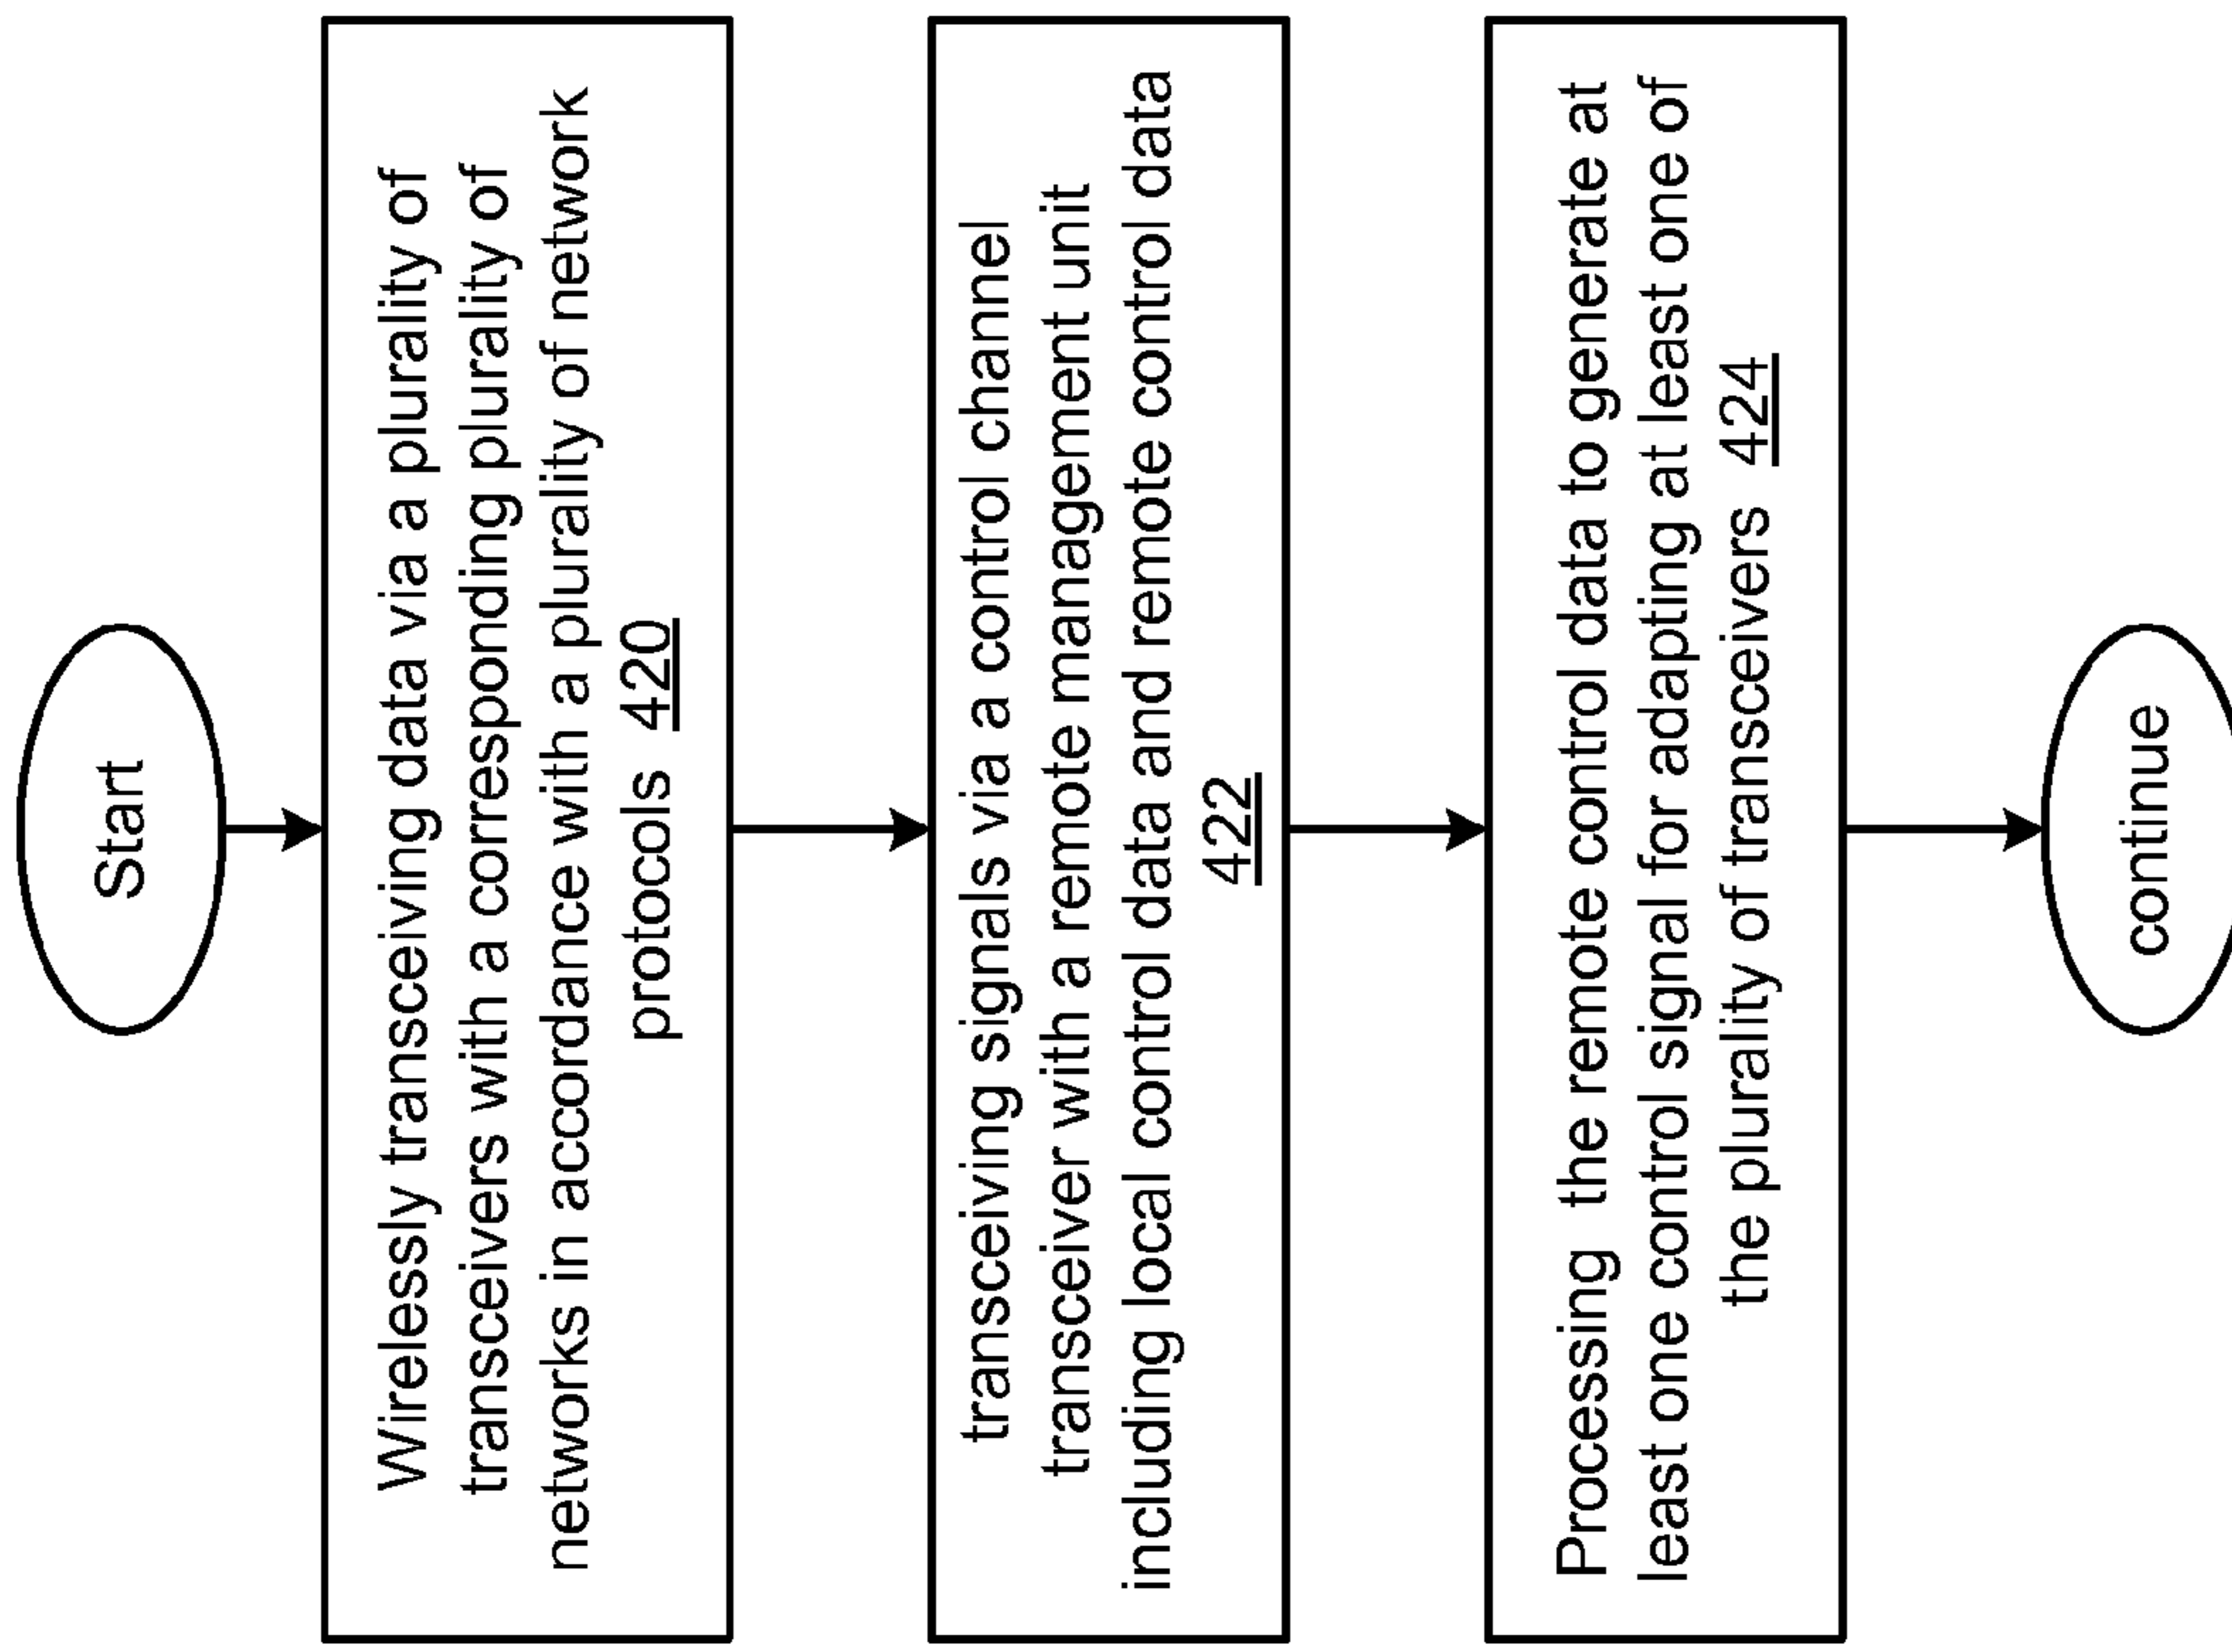 Start
Wirelessly transceiving data via a plurality of
transceivers with a corresponding plurality of
networks in accordance with a plurality of network
protocols 420
transceiving signals via a control channel
transceiver with a remote management unit
including local control data and remote control data
422
Processing the remote control data to generate at
least one control signal for adapting at least one of
the plurality of transceivers 424
continue